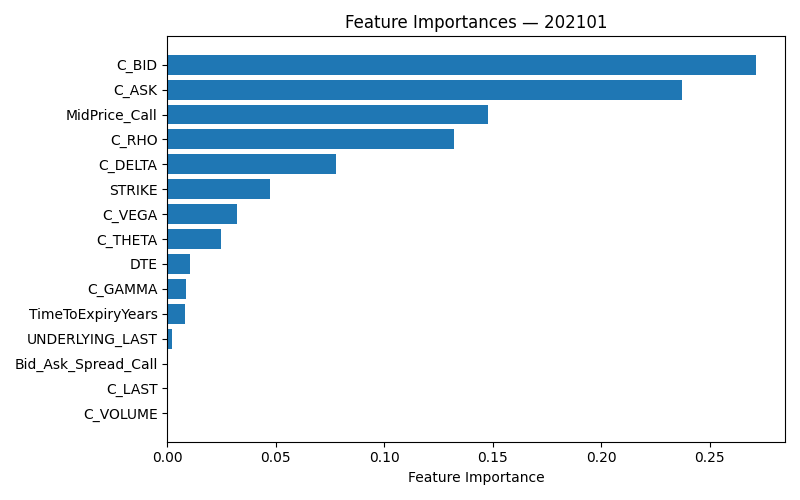 Feature Importances — 202101
C_BID
C_ASK
MidPrice_Call
C_RHO
C_DELTA
STRIKE
C_VEGA
C_THETA
DTE
C_GAMMA
TimeToExpiryYears
UNDERLYING_LAST
Bid_Ask_Spread_Call
C_LAST
C_VOLUME
0.00 0.05 0.10 0.15 0.20 0.25
Feature Importance